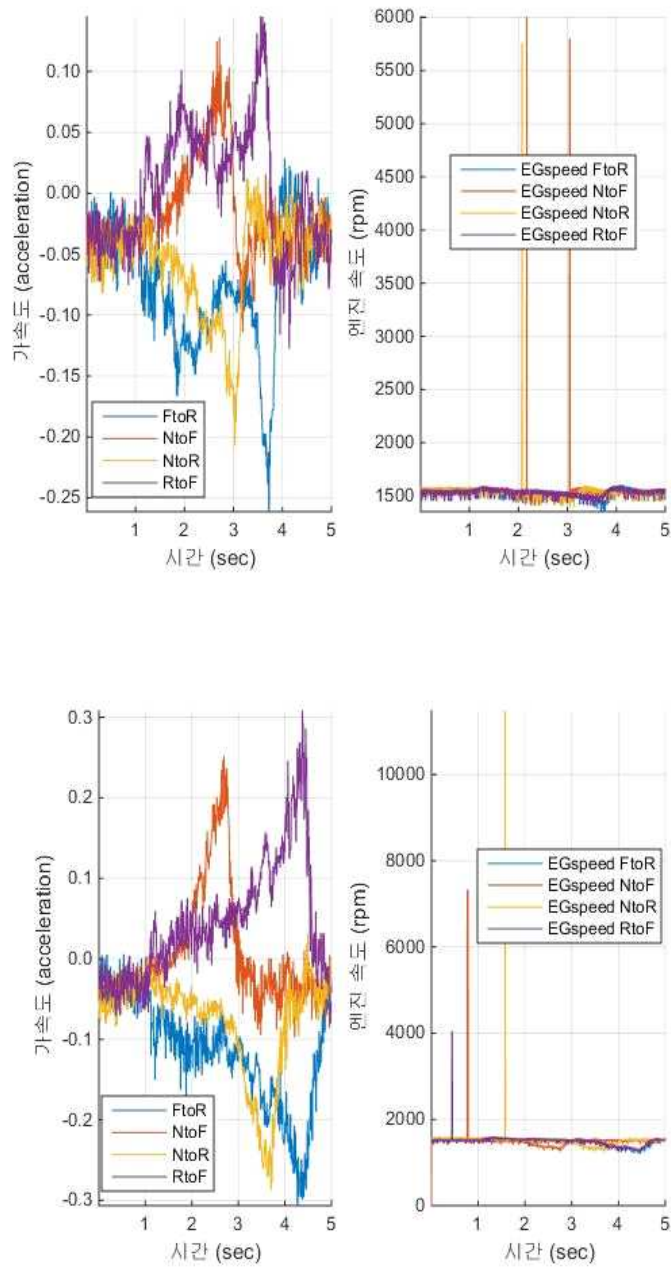 0.10
0.05
0.00
-0.05
-0.10
-0.15
-0.20
-0.25
가속도 (acceleration)
FtoR
NtoF
NtoR
RtoF
1 2 3 4 5
시간 (sec)
6000
5500
5000
4500
4000
3500
3000
2500
2000
1500
엔진 속도 (rpm)
EGspeed FtoR
EGspeed NtoF
EGspeed NtoR
EGspeed RtoF
1 2 3 4 5
시간 (sec)
0.3
0.2
0.1
0.0
-0.1
-0.2
-0.3
가속도 (acceleration)
FtoR
NtoF
NtoR
RtoF
1 2 3 4 5
시간 (sec)
10000
8000
6000
4000
2000
0
엔진 속도 (rpm)
EGspeed FtoR
EGspeed NtoF
EGspeed NtoR
EGspeed RtoF
1 2 3 4 5
시간 (sec)